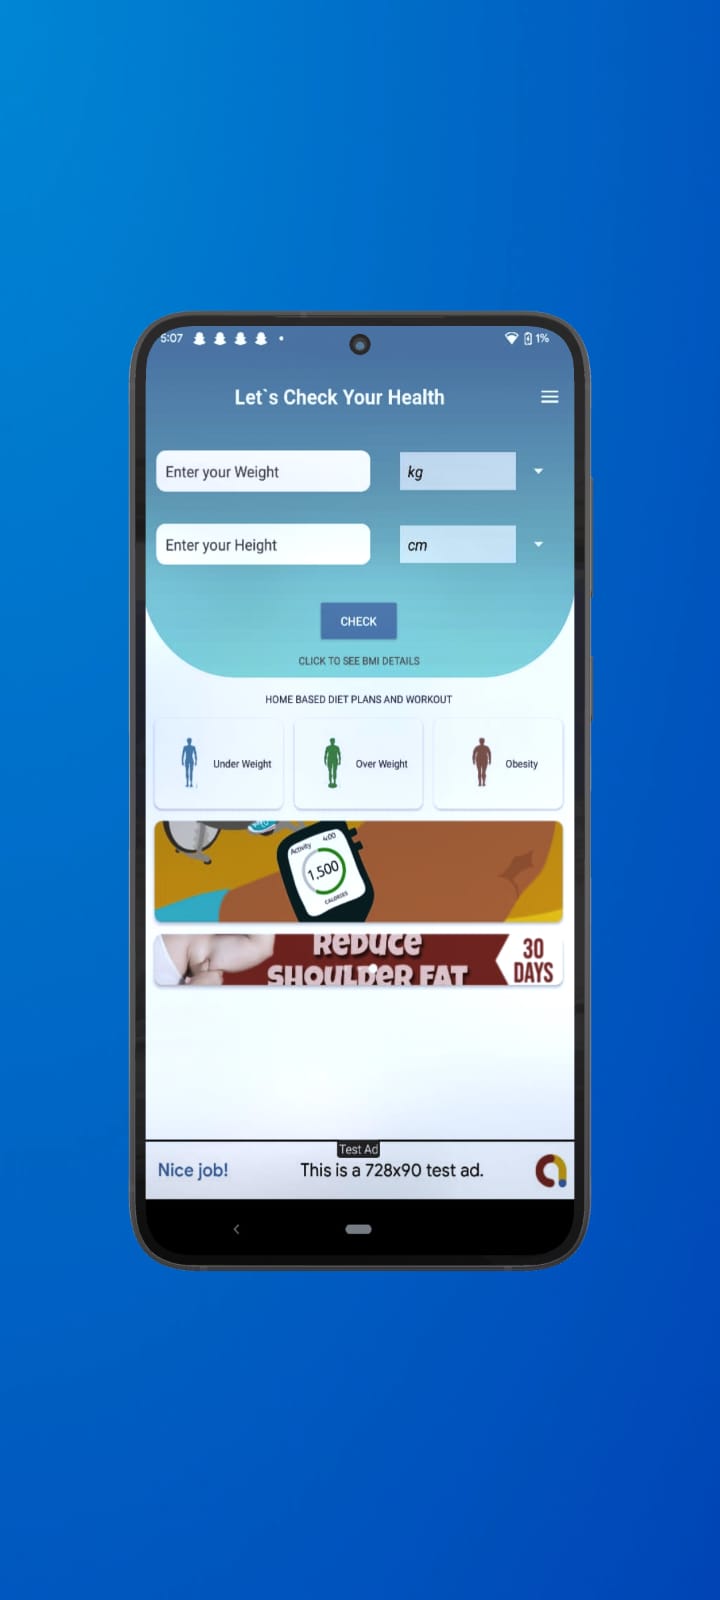 5:07
1%
Let`s Check Your Health
Enter your Weight
kg
Enter your Height
cm
CHECK
CLICK TO SEE BMI DETAILS
HOME BASED DIET PLANS AND WORKOUT
Under Weight
Over Weight
Obesity
Activity
4:00
1,500
CALORIES
REDUCE
SHOULDER FAT
30
DAYS
Test Ad
Nice job!
This is a 728x90 test ad.